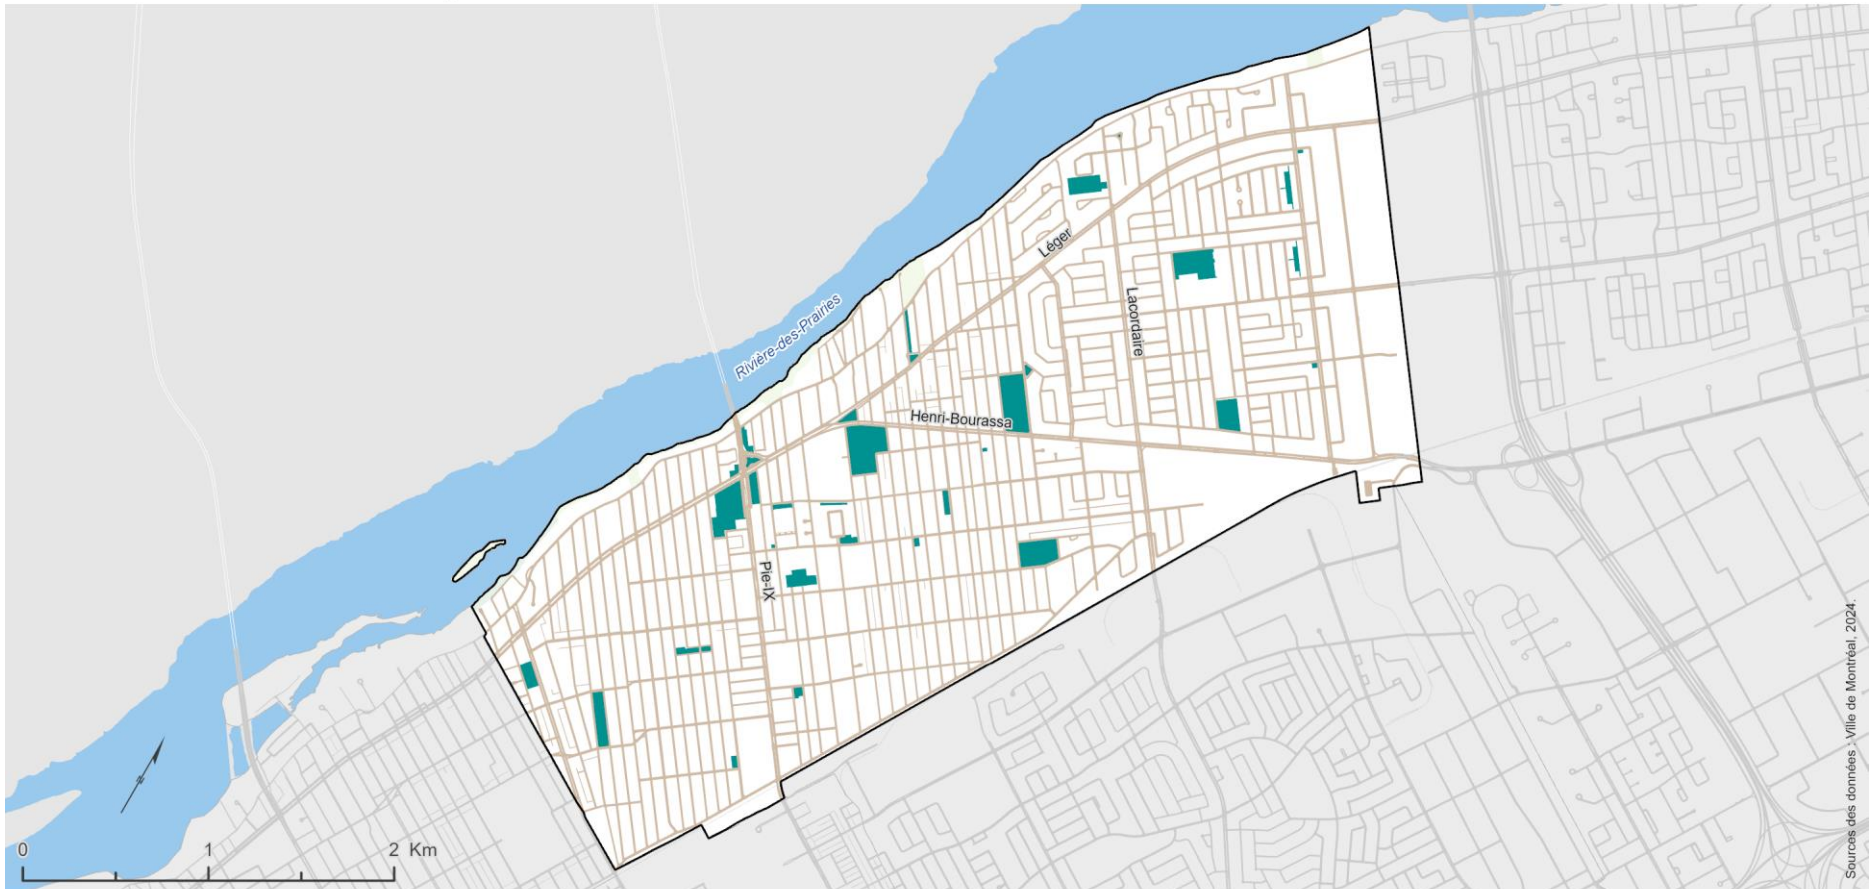 Léger
Lacordaire
Rivière-des-Prairies
Henri-Bourassa
Pie-IX
N
0 1 2 Km
Sources des données : Ville de Montréal, 2024.